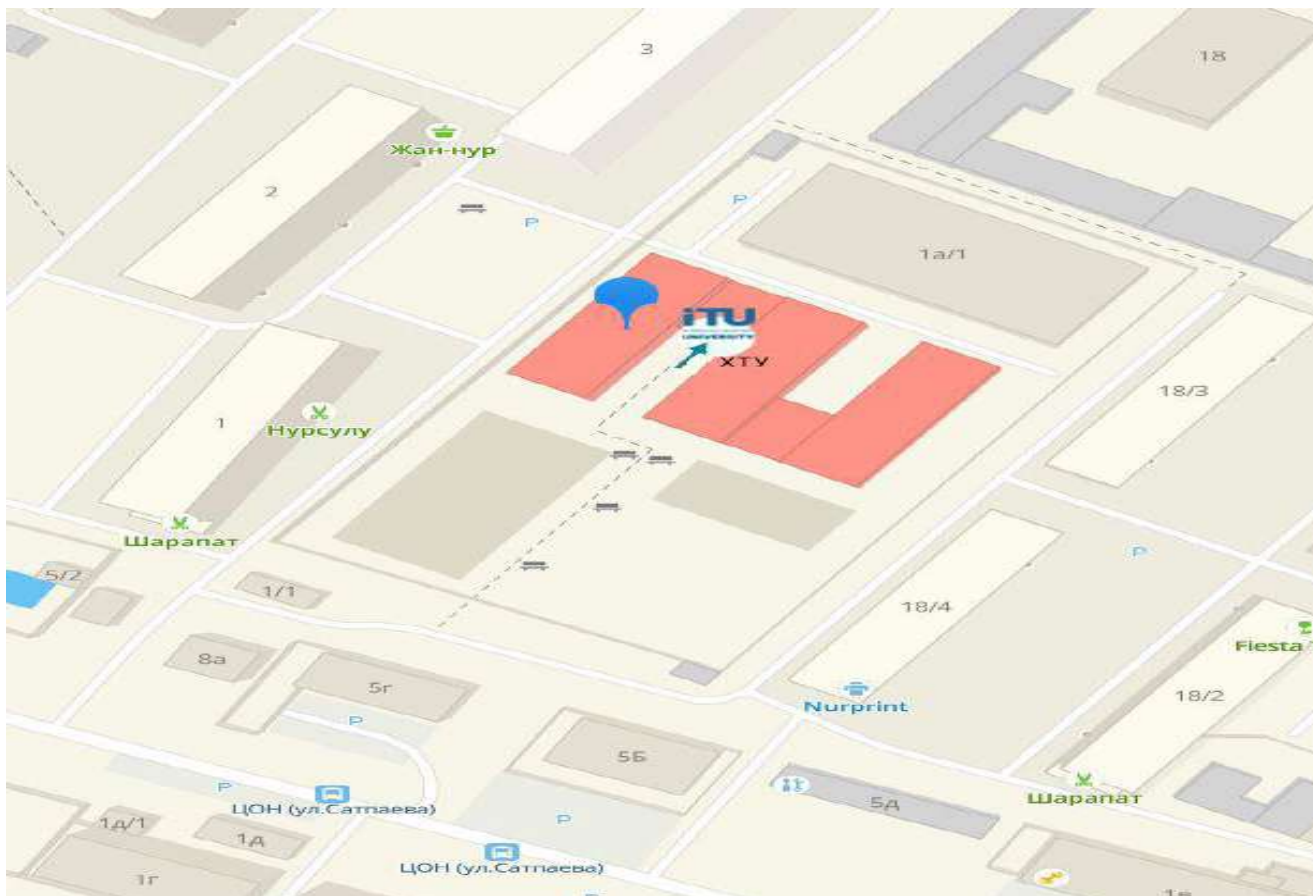 3
18
Жан-нур
2
P
P
1а/1
iTU
UNIVERSITY
ХТУ
18/3
1
Нурсулу
Шарапат
P
5/2
1/1
18/4
Fiesta
8а
5г
18/2
Nurprint
P
5Б
P
ЦОН (ул.Сатпаева)
5д
Шарапат
1д/1
P
1д
ЦОН (ул.Сатпаева)
1г
1в
P